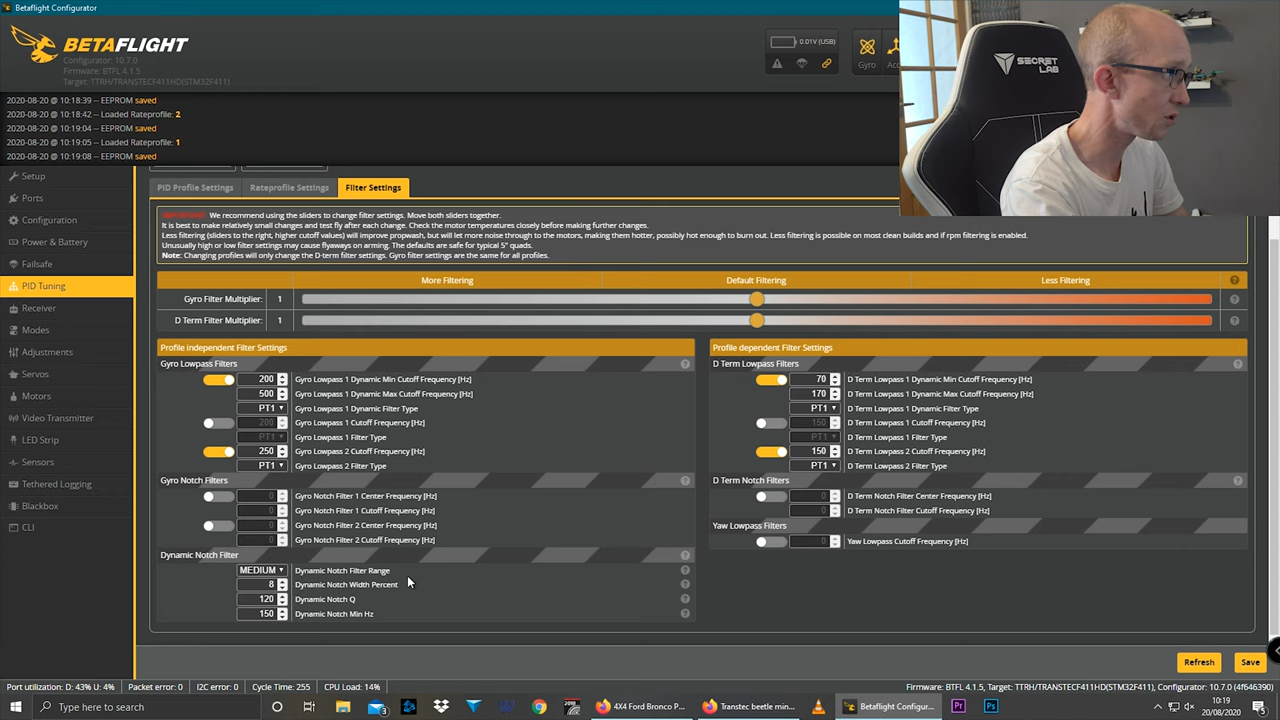 Betaflight Configurator
BETAFLIGHT
Configurator: 10.7.0
Firmware: BTFL 4.1.5
Target: TTRH/TRANSTECF411HD(STM32F411)
0.01V (USB)
Gyro
SECRET
LAB
2020-08-20 @ 10:18:39 -- EEPROM saved
2020-08-20 @ 10:18:42 -- Loaded Rateprofile: 2
2020-08-20 @ 10:19:04 -- EEPROM saved
2020-08-20 @ 10:19:05 -- Loaded Rateprofile: 1
2020-08-20 @ 10:19:08 -- EEPROM saved
Setup
Ports
Configuration
Power & Battery
Failsafe
PID Tuning
Receiver
Modes
Adjustments
Servos
Motors
Video Transmitter
LED Strip
Sensors
Tethered Logging
Blackbox
CLI
PID Profile Settings
Rateprofile Settings
Filter Settings
We recommend using the sliders to change filter settings. Move both sliders together.
It is best to make relatively small changes and test fly after each change. Check the motor temperatures closely before making further changes.
Less filtering (sliders to the right, higher cutoff values) will improve propwash, but will let more noise through to the motors, making them hotter, possibly hot enough to burn out. Less filtering is possible on most clean builds and if rpm filtering is enabled.
Unusually high or low filter settings may cause flyaways on arming. The defaults are safe for typical 5" quads.
Note: Changing profiles will only change the D-term filter settings. Gyro filter settings are the same for all profiles.
More Filtering Default Filtering Less Filtering
Gyro Filter Multiplier: 1
D Term Filter Multiplier: 1
Profile independent Filter Settings
Gyro Lowpass Filters
200 Gyro Lowpass 1 Dynamic Min Cutoff Frequency [Hz]
500 Gyro Lowpass 1 Dynamic Max Cutoff Frequency [Hz]
PT1 Gyro Lowpass 1 Dynamic Filter Type
200 Gyro Lowpass 1 Cutoff Frequency [Hz]
PT1 Gyro Lowpass 1 Filter Type
250 Gyro Lowpass 2 Cutoff Frequency [Hz]
PT1 Gyro Lowpass 2 Filter Type
Gyro Notch Filters
0 Gyro Notch Filter 1 Center Frequency [Hz]
0 Gyro Notch Filter 1 Cutoff Frequency [Hz]
0 Gyro Notch Filter 2 Center Frequency [Hz]
0 Gyro Notch Filter 2 Cutoff Frequency [Hz]
Dynamic Notch Filter
MEDIUM Dynamic Notch Filter Range
8 Dynamic Notch Width Percent
120 Dynamic Notch Q
150 Dynamic Notch Min Hz
Profile dependent Filter Settings
D Term Lowpass Filters
70 D Term Lowpass 1 Dynamic Min Cutoff Frequency [Hz]
170 D Term Lowpass 1 Dynamic Max Cutoff Frequency [Hz]
PT1 D Term Lowpass 1 Dynamic Filter Type
150 D Term Lowpass 1 Cutoff Frequency [Hz]
PT1 D Term Lowpass 1 Filter Type
150 D Term Lowpass 2 Cutoff Frequency [Hz]
PT1 D Term Lowpass 2 Filter Type
D Term Notch Filters
0 D Term Notch Filter Center Frequency [Hz]
0 D Term Notch Filter Cutoff Frequency [Hz]
Yaw Lowpass Filters
0 Yaw Lowpass Cutoff Frequency [Hz]
Refresh
Save
Port utilization: D: 43% U: 4% Packet error: 0 I2C error: 0 Cycle Time: 255 CPU Load: 14%
Firmware: BTFL 4.1.5, Target: TTRH/TRANSTECF411HD(STM32F411), Configurator: 10.7.0 (4f646390)
Type here to search
3
4X4 Ford Bronco P...
Transtec beetle min...
Betaflight Configur...
Pr
Ps
10:19
20/08/2020